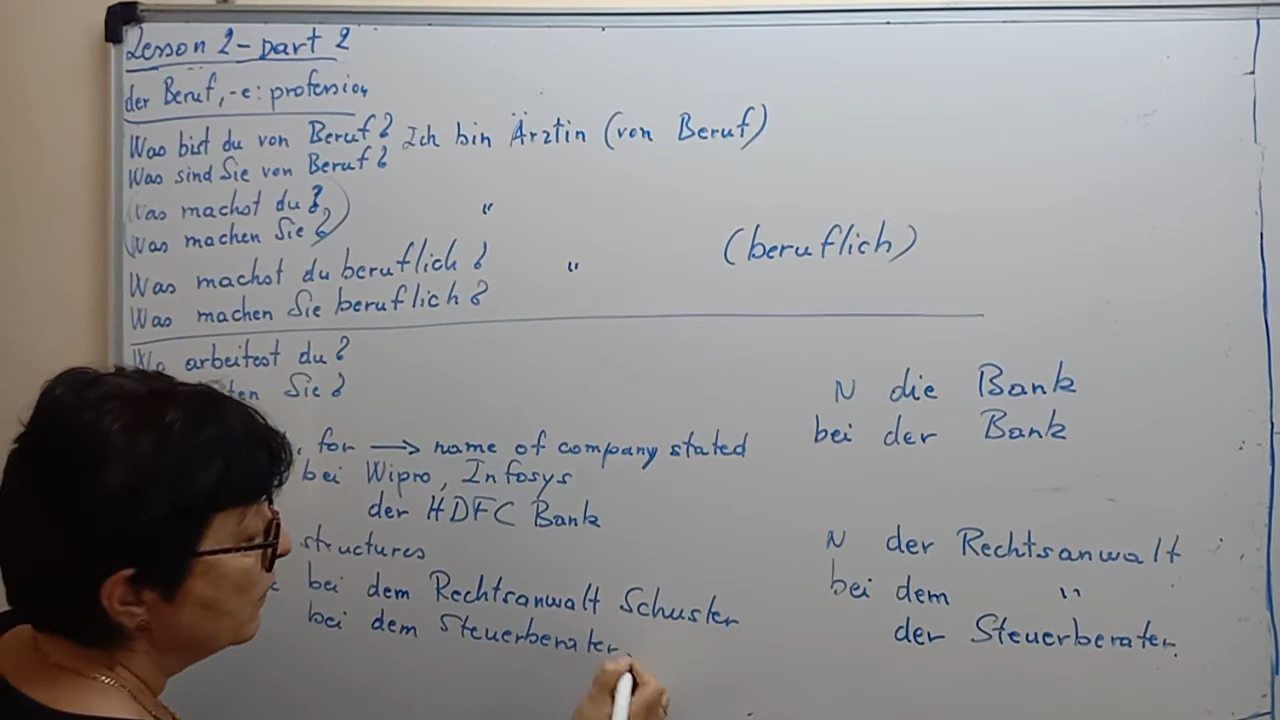 Lesson 2 - part 2
der Beruf, -e: profession
Was bist du von Beruf? Ich bin Ärztin (von Beruf)
Was sind Sie von Beruf?
(Was machst du?) "
(Was machen Sie?)
Was machst du beruflich? " (beruflich)
Was machen Sie beruflich?
Wo arbeitest du?
Sie?
for → name of company stated
bei Wipro, Infosys
der HDFC Bank
structures
bei dem Rechtsanwalt Schuster
bei dem Steuerberater
N die Bank
bei der Bank
N der Rechtsanwalt
bei dem "
der Steuerberater